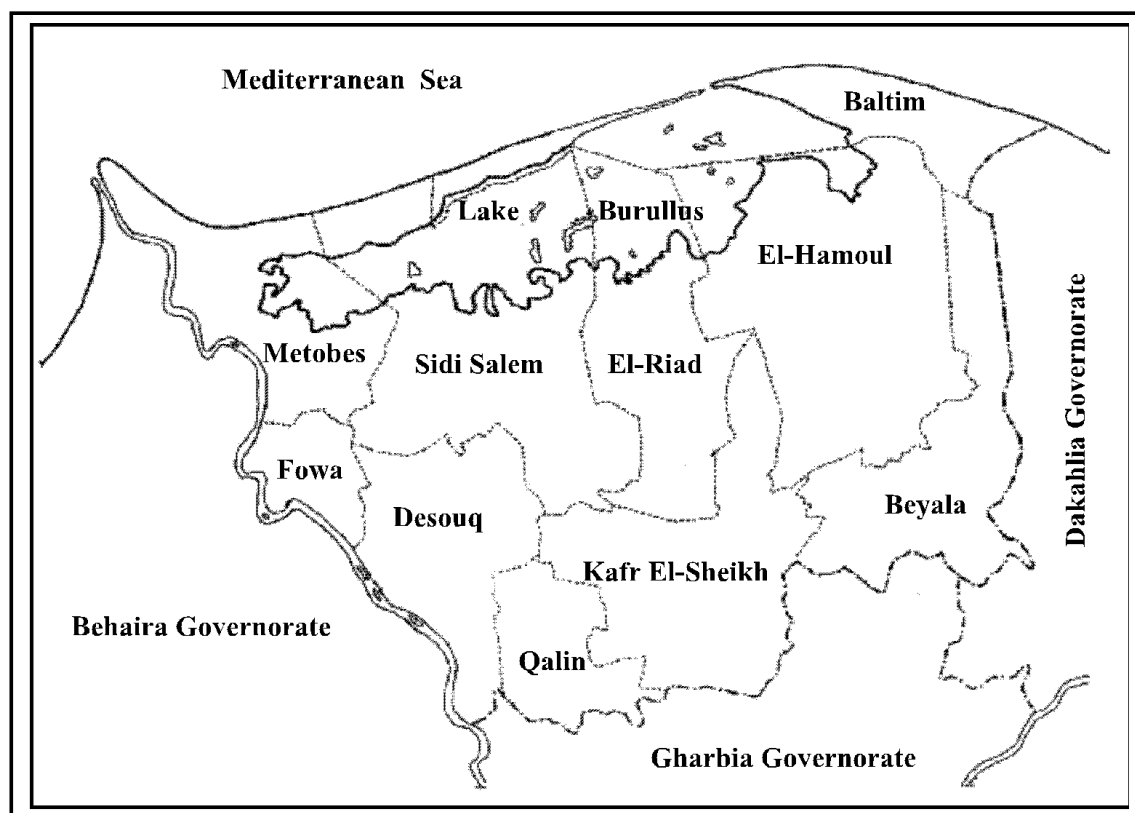 Mediterranean Sea
Baltim
Lake Burullus
El-Hamoul
Metobes
Sidi Salem
El-Riad
Dakahlia Governorate
Fowa
Desouq
Beyala
Kafr El-Sheikh
Behaira Governorate
Qalin
Gharbia Governorate